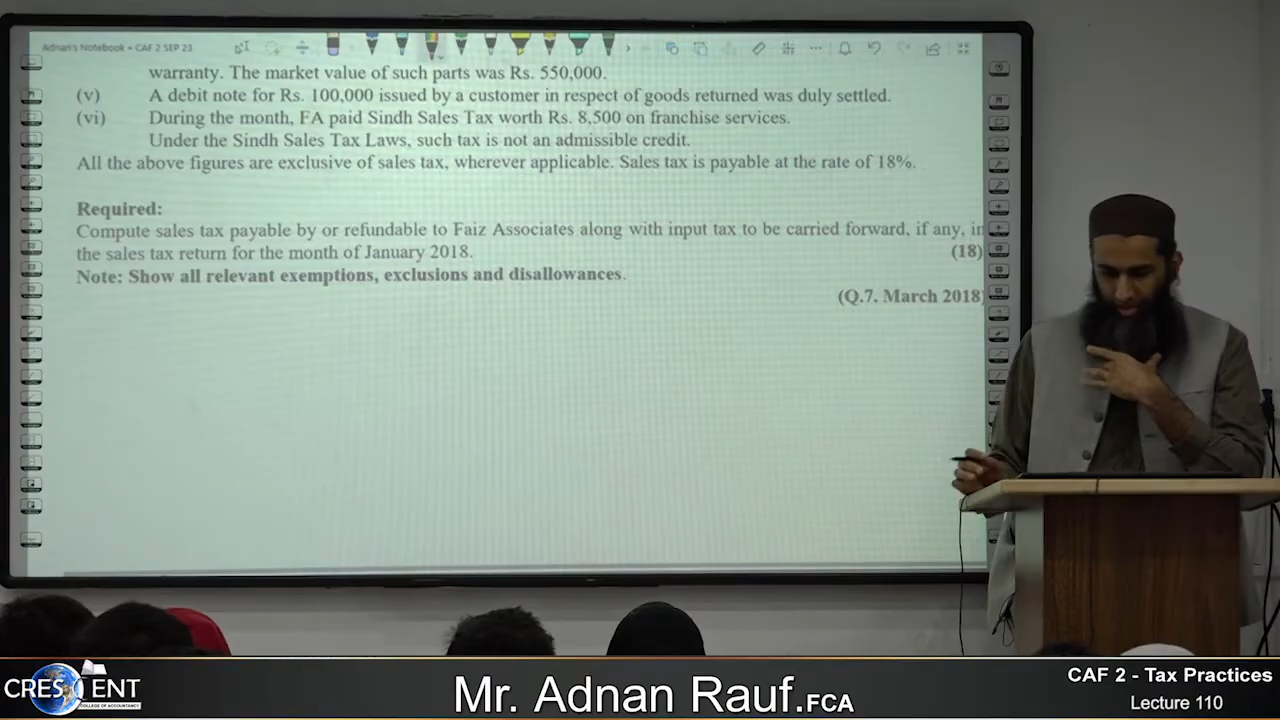 Adnan's Notebook » CAF 2 SEP 23
warranty. The market value of such parts was Rs. 550,000.
(v) A debit note for Rs. 100,000 issued by a customer in respect of goods returned was duly settled.
(vi) During the month, FA paid Sindh Sales Tax worth Rs. 8,500 on franchise services.
Under the Sindh Sales Tax Laws, such tax is not an admissible credit.
All the above figures are exclusive of sales tax, wherever applicable. Sales tax is payable at the rate of 18%.
Required:
Compute sales tax payable by or refundable to Faiz Associates along with input tax to be carried forward, if any, in
the sales tax return for the month of January 2018. (18)
Note: Show all relevant exemptions, exclusions and disallowances.
(Q.7. March 2018)
CRESCENT
COLLEGE OF ACCOUNTANCY
Mr. Adnan Rauf.FCA
CAF 2 - Tax Practices
Lecture 110